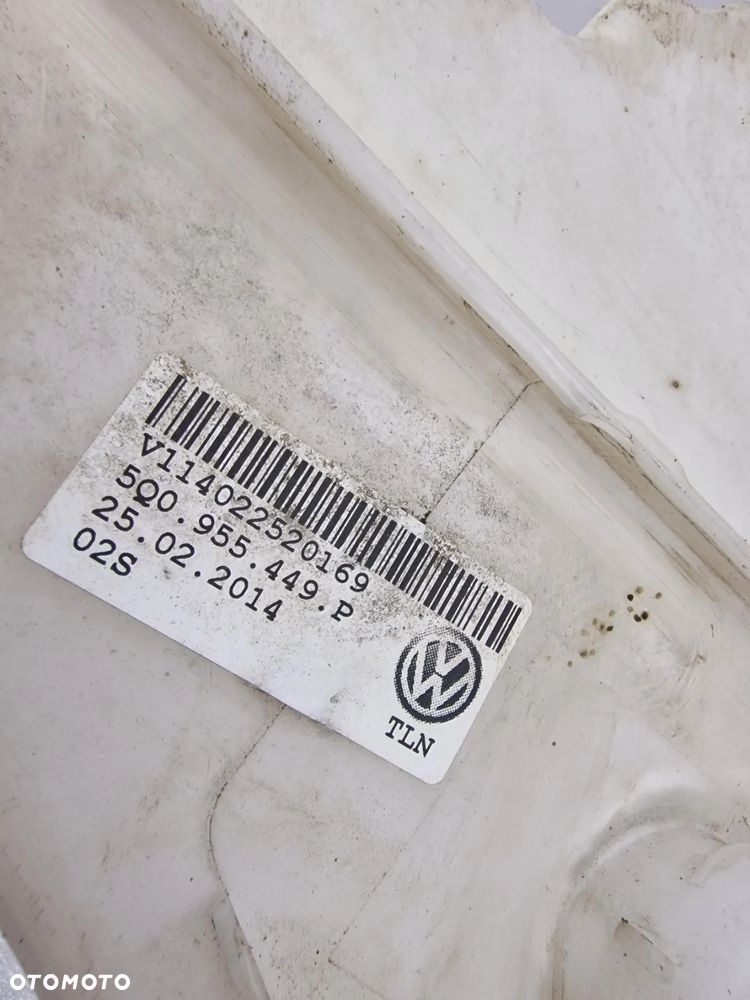 V114022520169
5Q0.955.449.P
25.02.2014
02S
TLN
OTOMOTO